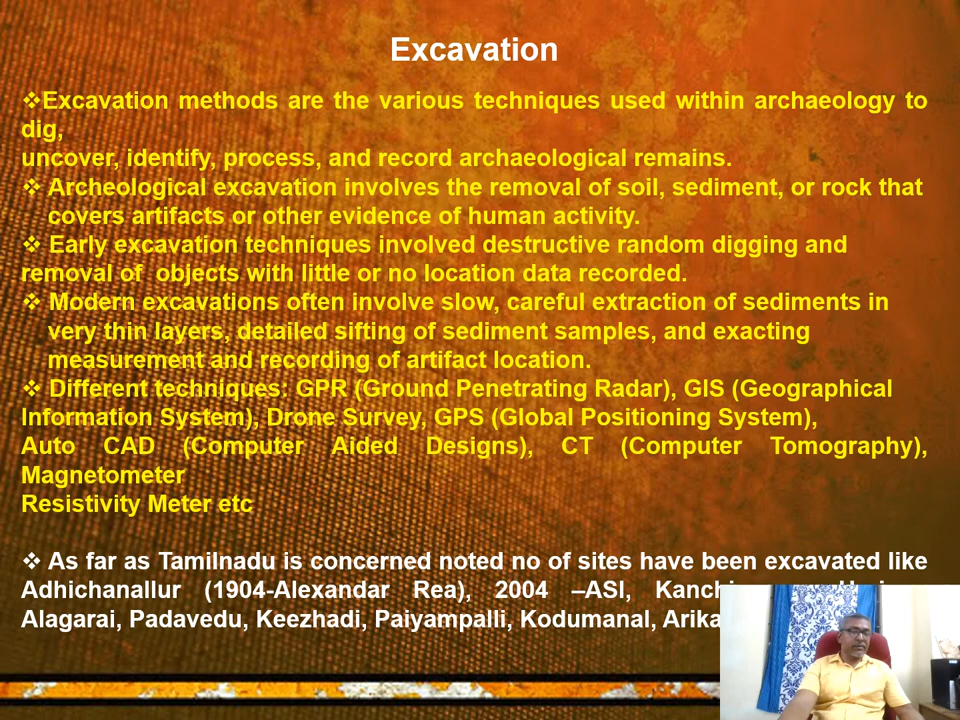 Excavation
❖Excavation methods are the various techniques used within archaeology to
dig,
uncover, identify, process, and record archaeological remains.
❖ Archeological excavation involves the removal of soil, sediment, or rock that
covers artifacts or other evidence of human activity.
❖ Early excavation techniques involved destructive random digging and
removal of objects with little or no location data recorded.
❖ Modern excavations often involve slow, careful extraction of sediments in
very thin layers, detailed sifting of sediment samples, and exacting
measurement and recording of artifact location.
❖ Different techniques: GPR (Ground Penetrating Radar), GIS (Geographical
Information System), Drone Survey, GPS (Global Positioning System),
Auto CAD (Computer Aided Designs), CT (Computer Tomography),
Magnetometer
Resistivity Meter etc
❖ As far as Tamilnadu is concerned noted no of sites have been excavated like
Adhichanallur (1904-Alexandar Rea), 2004 –ASI,
Alagarai, Padavedu, Keezhadi, Paiyampalli, Kodumanal,